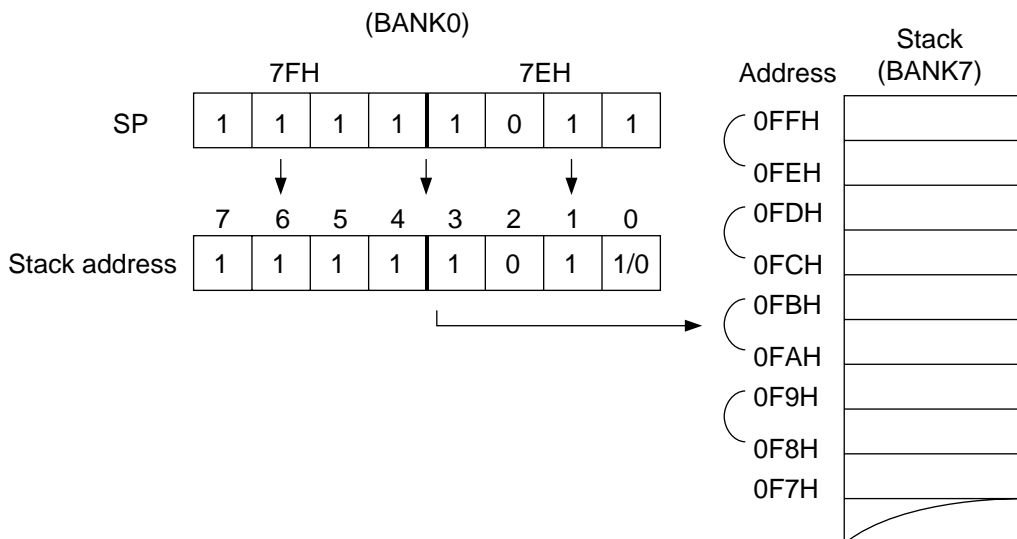 (BANK0)
7FH 7EH
SP 1 1 1 1 1 0 1 1
7 6 5 4 3 2 1 0
Stack address 1 1 1 1 1 0 1 1/0
Stack
(BANK7)
Address
0FFH
0FEH
0FDH
0FCH
0FBH
0FAH
0F9H
0F8H
0F7H